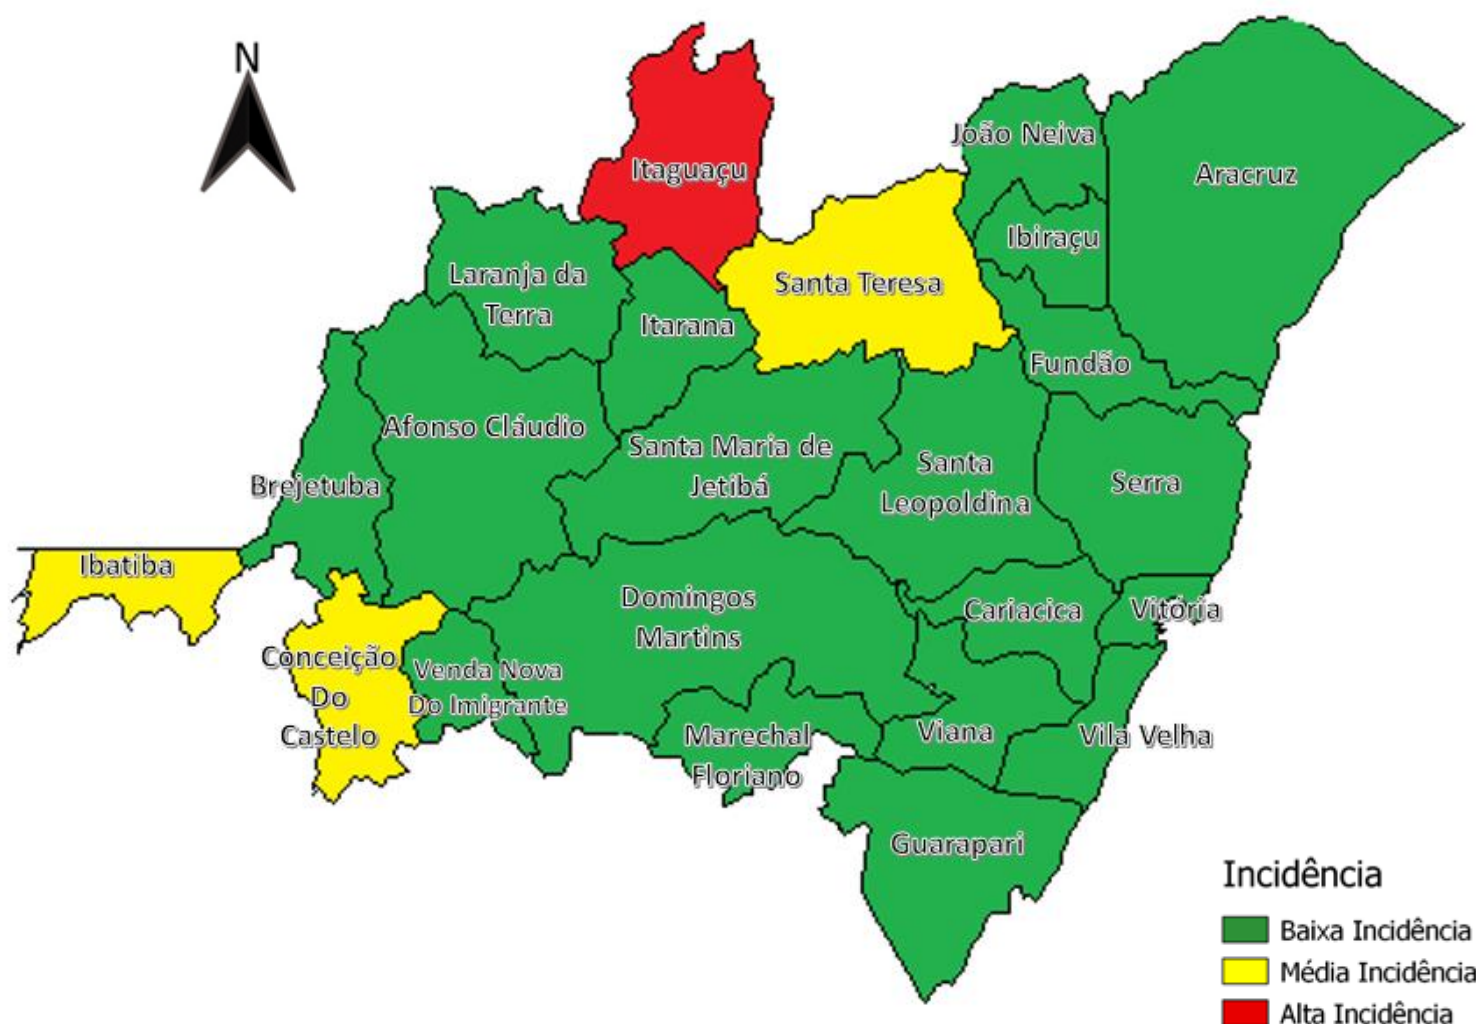 N
Itaguaçu
João Neiva
Aracruz
Ibiraçu
Laranja da
Terra
Santa Teresa
Itarana
Fundão
Afonso Cláudio
Santa Maria de
Jetibá
Santa
Leopoldina
Serra
Brejetuba
Ibatiba
Domingos
Martins
Cariacica
Vitória
Conceição
Do
Castelo
Venda Nova
Do Imigrante
Marechal
Floriano
Viana
Vila Velha
Guarapari
Incidência
Baixa Incidência
Média Incidência
Alta Incidência